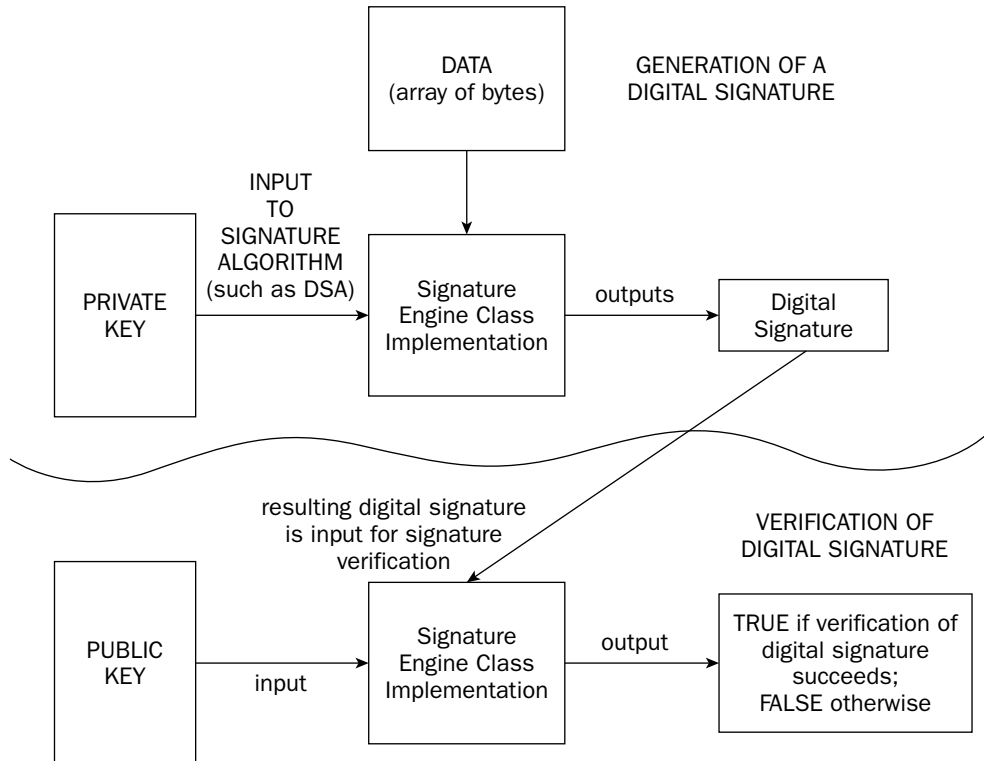 DATA
(array of bytes)
GENERATION OF A
DIGITAL SIGNATURE
INPUT
TO
SIGNATURE
ALGORITHM
(such as DSA)
PRIVATE
KEY
Signature
Engine Class
Implementation
outputs
Digital
Signature
resulting digital signature
is input for signature
verification
VERIFICATION OF
DIGITAL SIGNATURE
PUBLIC
KEY
input
Signature
Engine Class
Implementation
output
TRUE if verification of
digital signature
succeeds;
FALSE otherwise